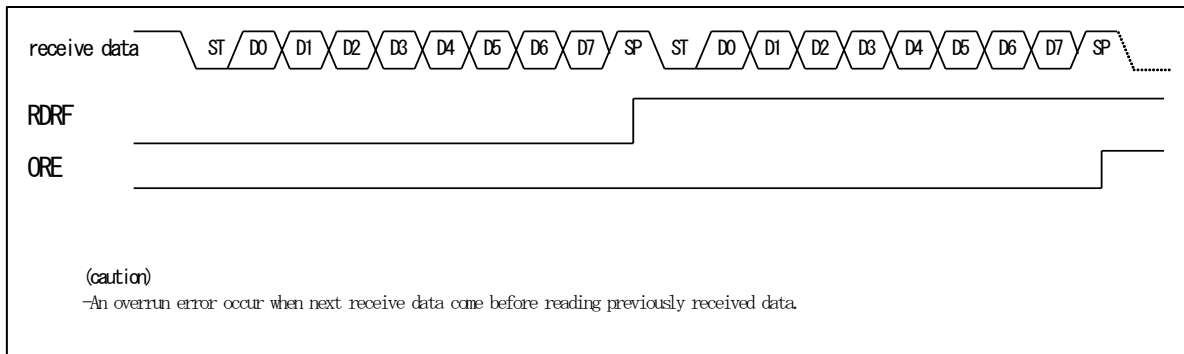 receive data ST D0 D1 D2 D3 D4 D5 D6 D7 SP ST D0 D1 D2 D3 D4 D5 D6 D7 SP
RDRF
ORE
(caution)
-An overrun error occur when next receive data come before reading previously received data.